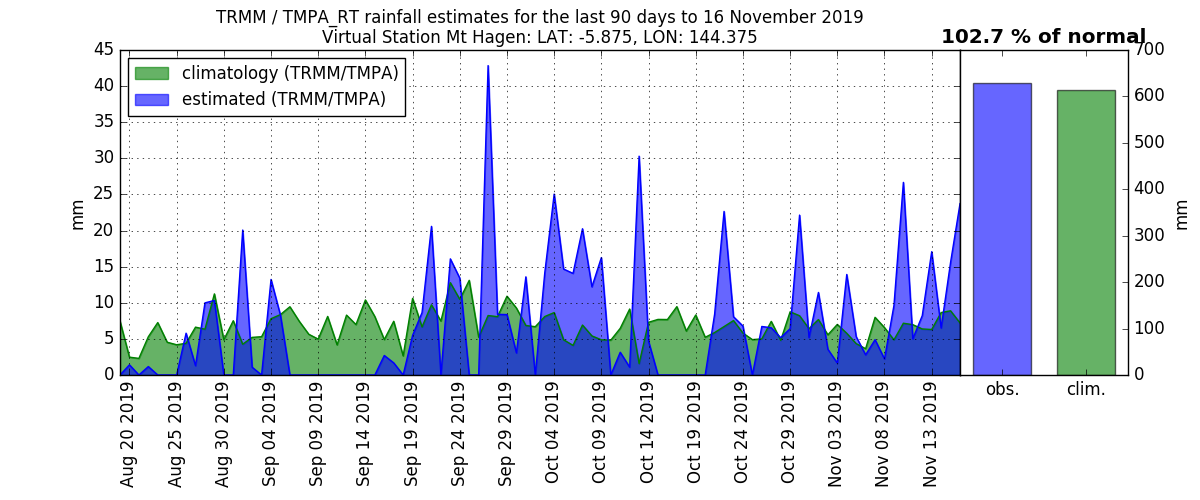 TRMM / TMPA_RT rainfall estimates for the last 90 days to 16 November 2019
Virtual Station Mt Hagen: LAT: -5.875, LON: 144.375
102.7 % of normal
climatology (TRMM/TMPA)
estimated (TRMM/TMPA)
mm
45
40
35
30
25
20
15
10
5
0
Aug 20 2019
Aug 25 2019
Aug 30 2019
Sep 04 2019
Sep 09 2019
Sep 14 2019
Sep 19 2019
Sep 24 2019
Sep 29 2019
Oct 04 2019
Oct 09 2019
Oct 14 2019
Oct 19 2019
Oct 24 2019
Oct 29 2019
Nov 03 2019
Nov 08 2019
Nov 13 2019
obs.
clim.
700
600
500
400
300
200
100
0
mm